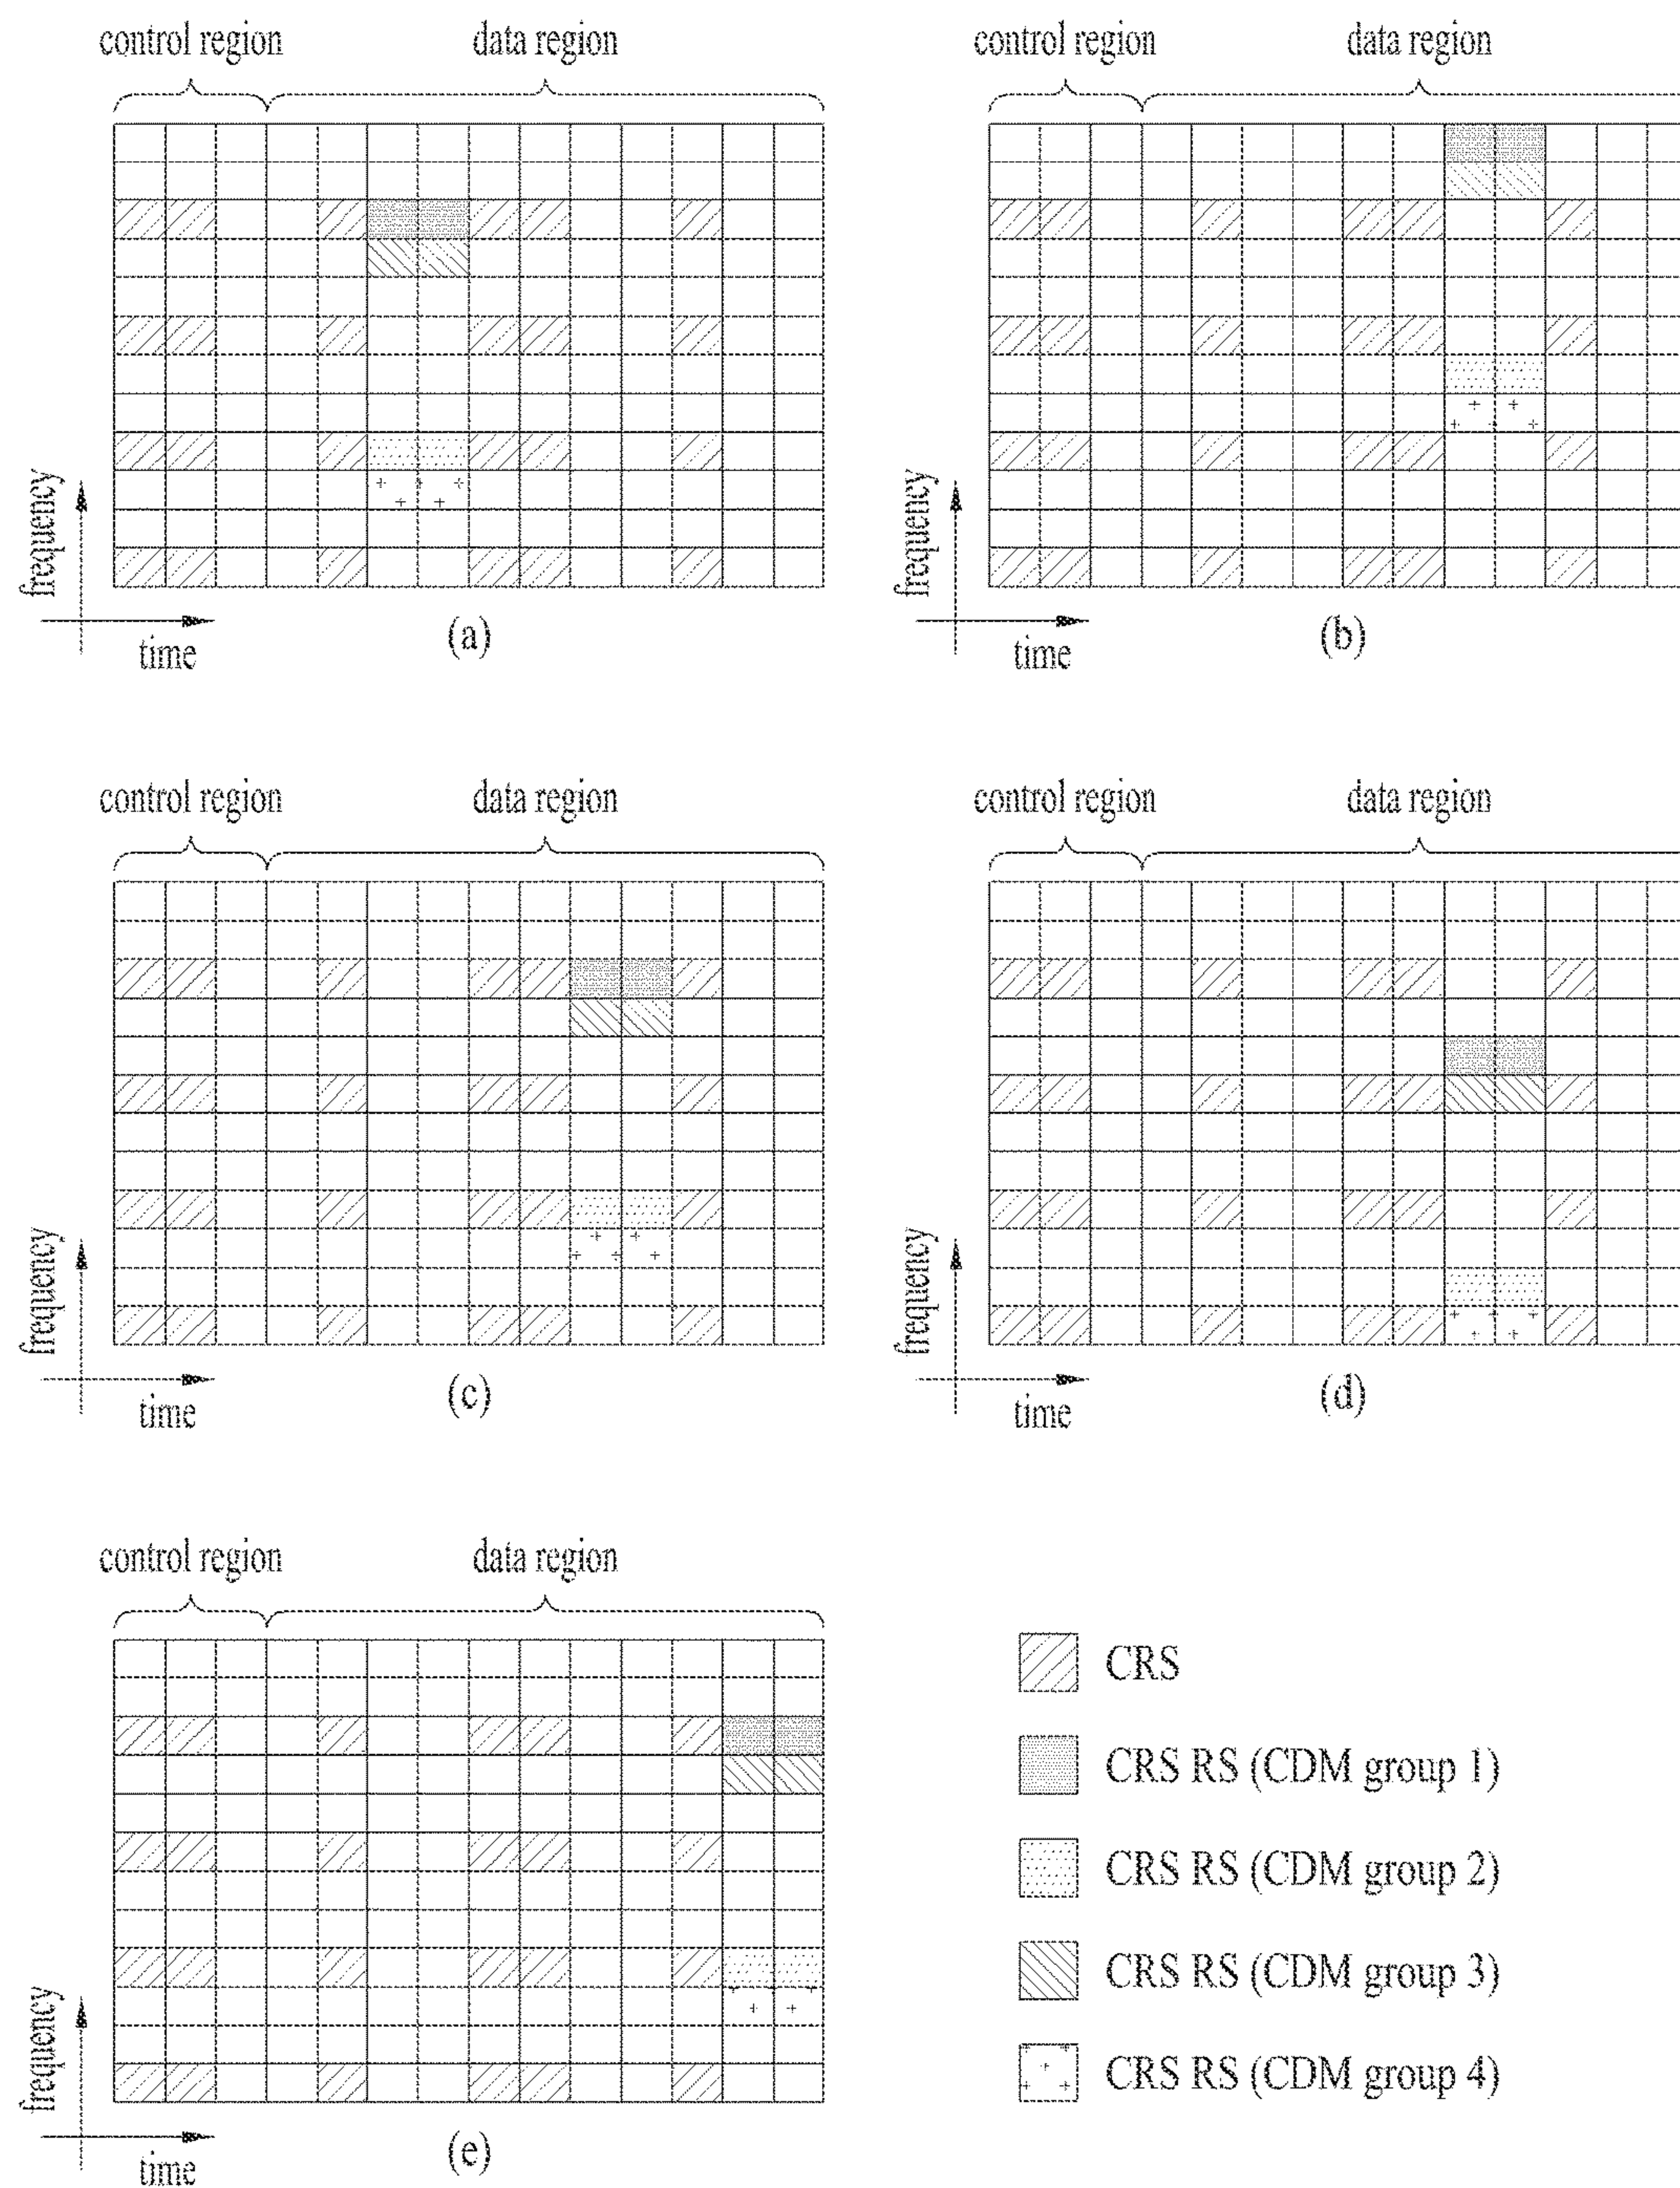 control region data region
control region data region
frequency
time
(a)
frequency
time
(b)
control region data region
control region data region
frequency
time
(c)
frequency
time
(d)
control region data region
frequency
time
(e)
CRS
CRS RS (CDM group 1)
CRS RS (CDM group 2)
CRS RS (CDM group 3)
CRS RS (CDM group 4)